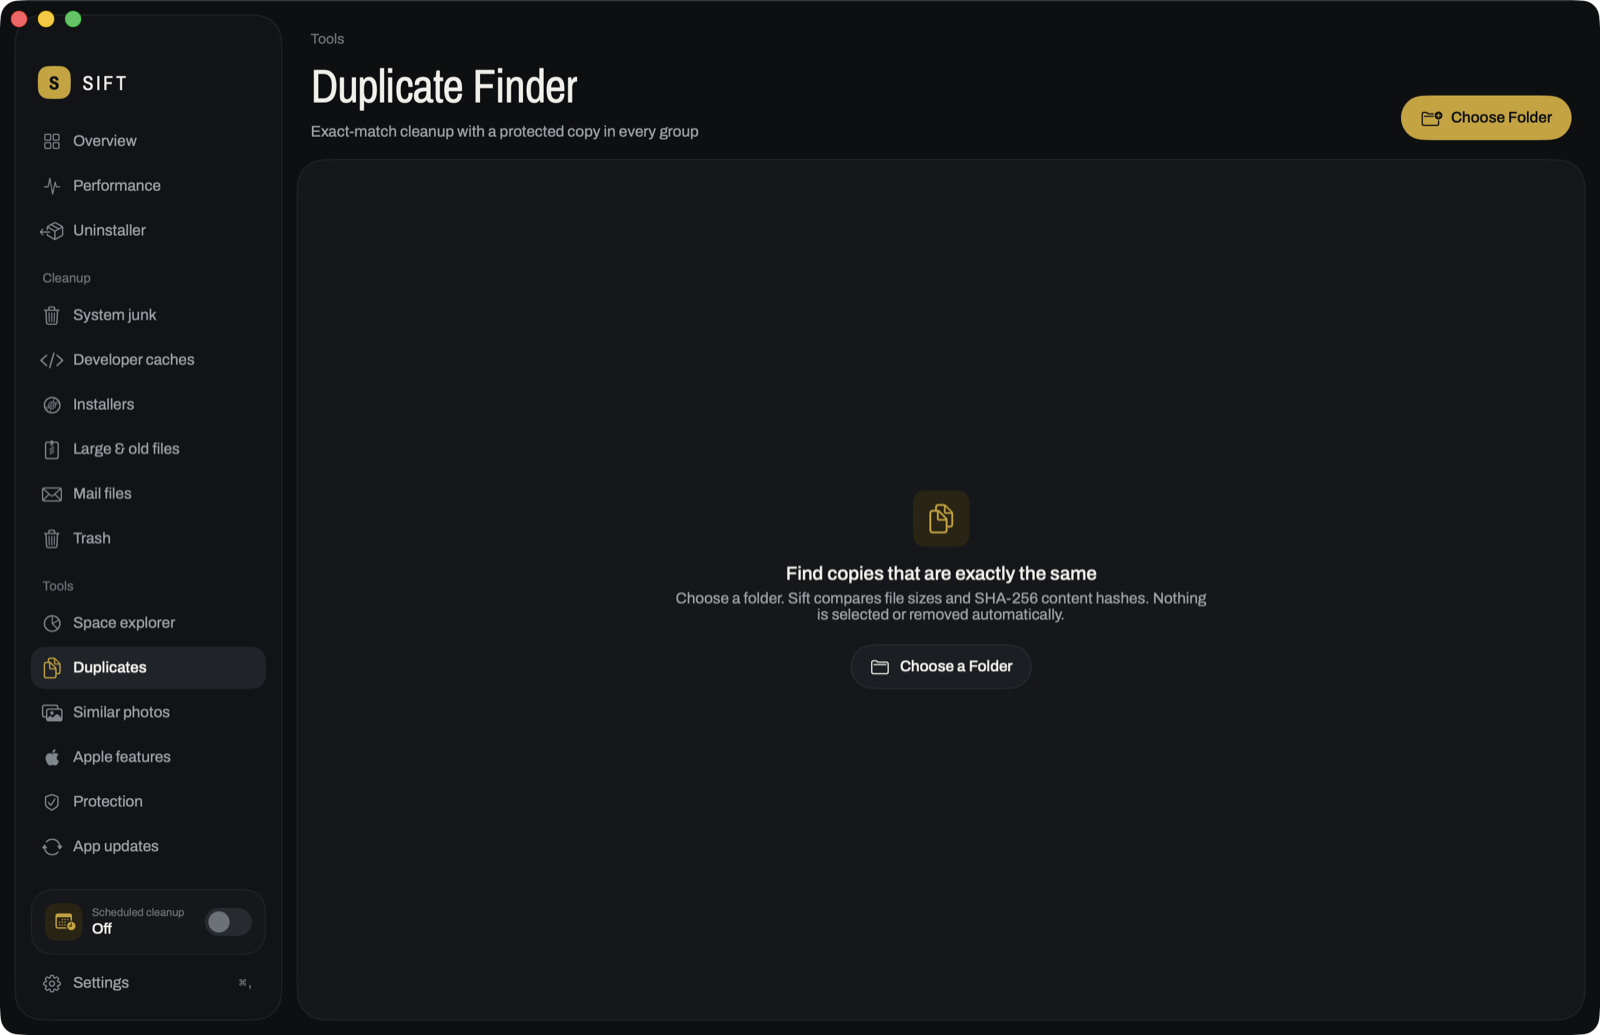 S SIFT
Overview
Performance
Uninstaller
Cleanup
System junk
Developer caches
Installers
Large & old files
Mail files
Trash
Tools
Space explorer
Duplicates
Similar photos
Apple features
Protection
App updates
Scheduled cleanup
Off
Settings ⌘,
Tools
Duplicate Finder
Exact-match cleanup with a protected copy in every group
Choose Folder
Find copies that are exactly the same
Choose a folder. Sift compares file sizes and SHA-256 content hashes. Nothing
is selected or removed automatically.
Choose a Folder